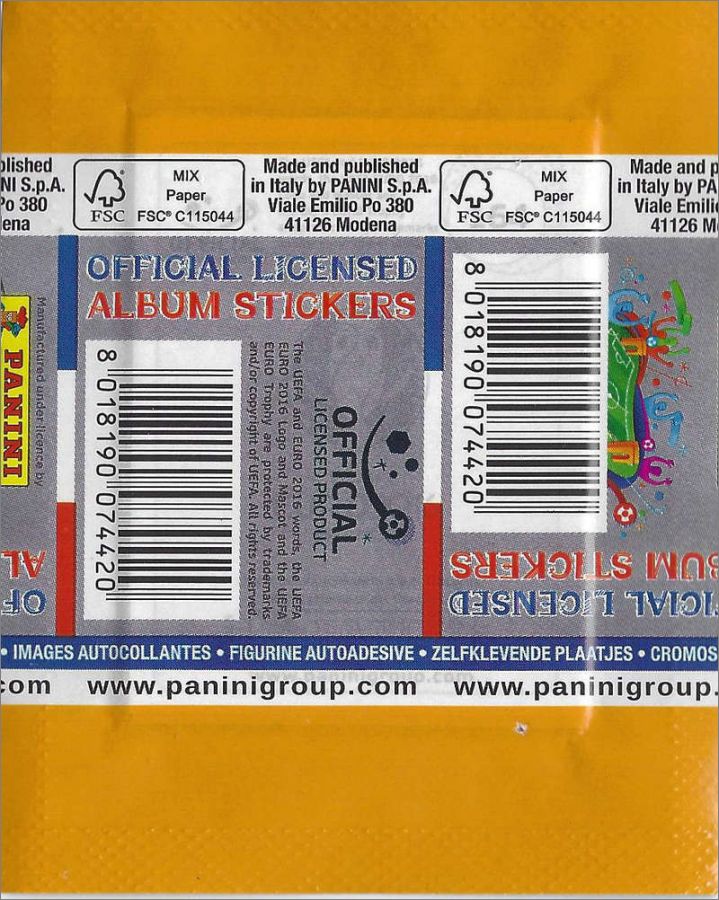 blished
NI S.p.A.
Po 380
ena
FSC
MIX
Paper
FSC® C115044
Made and published
in Italy by PANINI S.p.A.
Viale Emilio Po 380
41126 Modena
FSC
MIX
Paper
FSC® C115044
Made and p
in Italy by PA
Viale Emilio
41126 M
OFFICIAL LICENSED
ALBUM STICKERS
8 018190 074420
The UEFA and EURO 2016 words, the UEFA
EURO 2016 Logo and Mascot and the UEFA
EURO Trophy are protected by trademarks
and/or copyright of UEFA. All rights reserved.
OFFICIAL
LICENSED PRODUCT
8 018190 074420
Manufactured under licence by
PANINI
AL
OF
BUM STICKERS
ICIAL LICENSED
• IMAGES AUTOCOLLANTES • FIGURINE AUTOADESIVE • ZELFKLEVENDE PLAATJES • CROMOS
com
www.paninigroup.com
www.paninigroup.